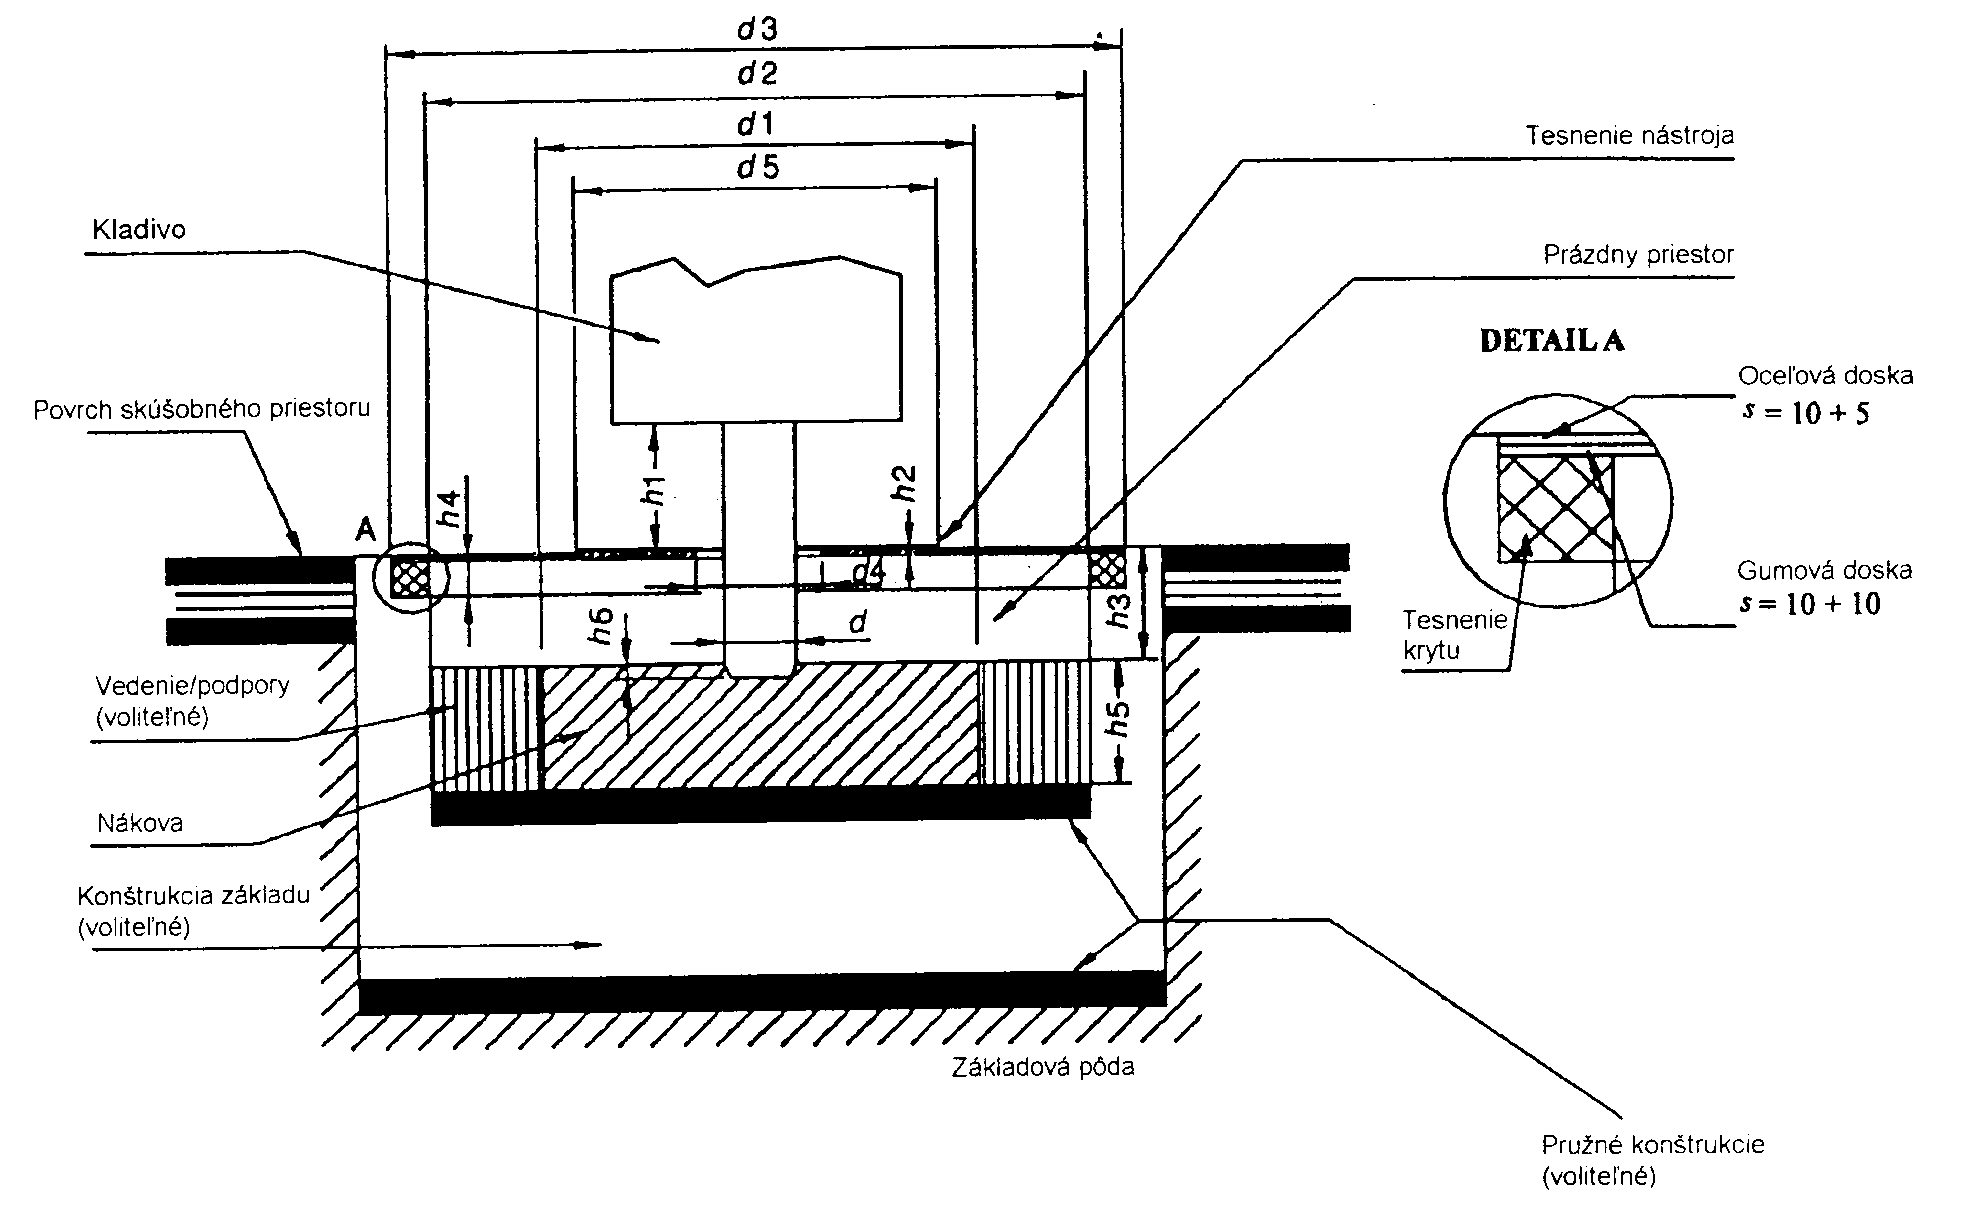 d3
d2
d1
d5
Tesnenie nástroja
Kladivo
Prázdny priestor
DETAIL A
Oceľová doska
s = 10 + 5
Povrch skúšobného priestoru
h1
h2
h4
A
d4
h3
h6
d
Gumová doska
s = 10 + 10
Tesnenie
krytu
Vedenie/podpory
(voliteľné)
h5
Nákova
Konštrukcia základu
(voliteľné)
Základová pôda
Pružné konštrukcie
(voliteľné)